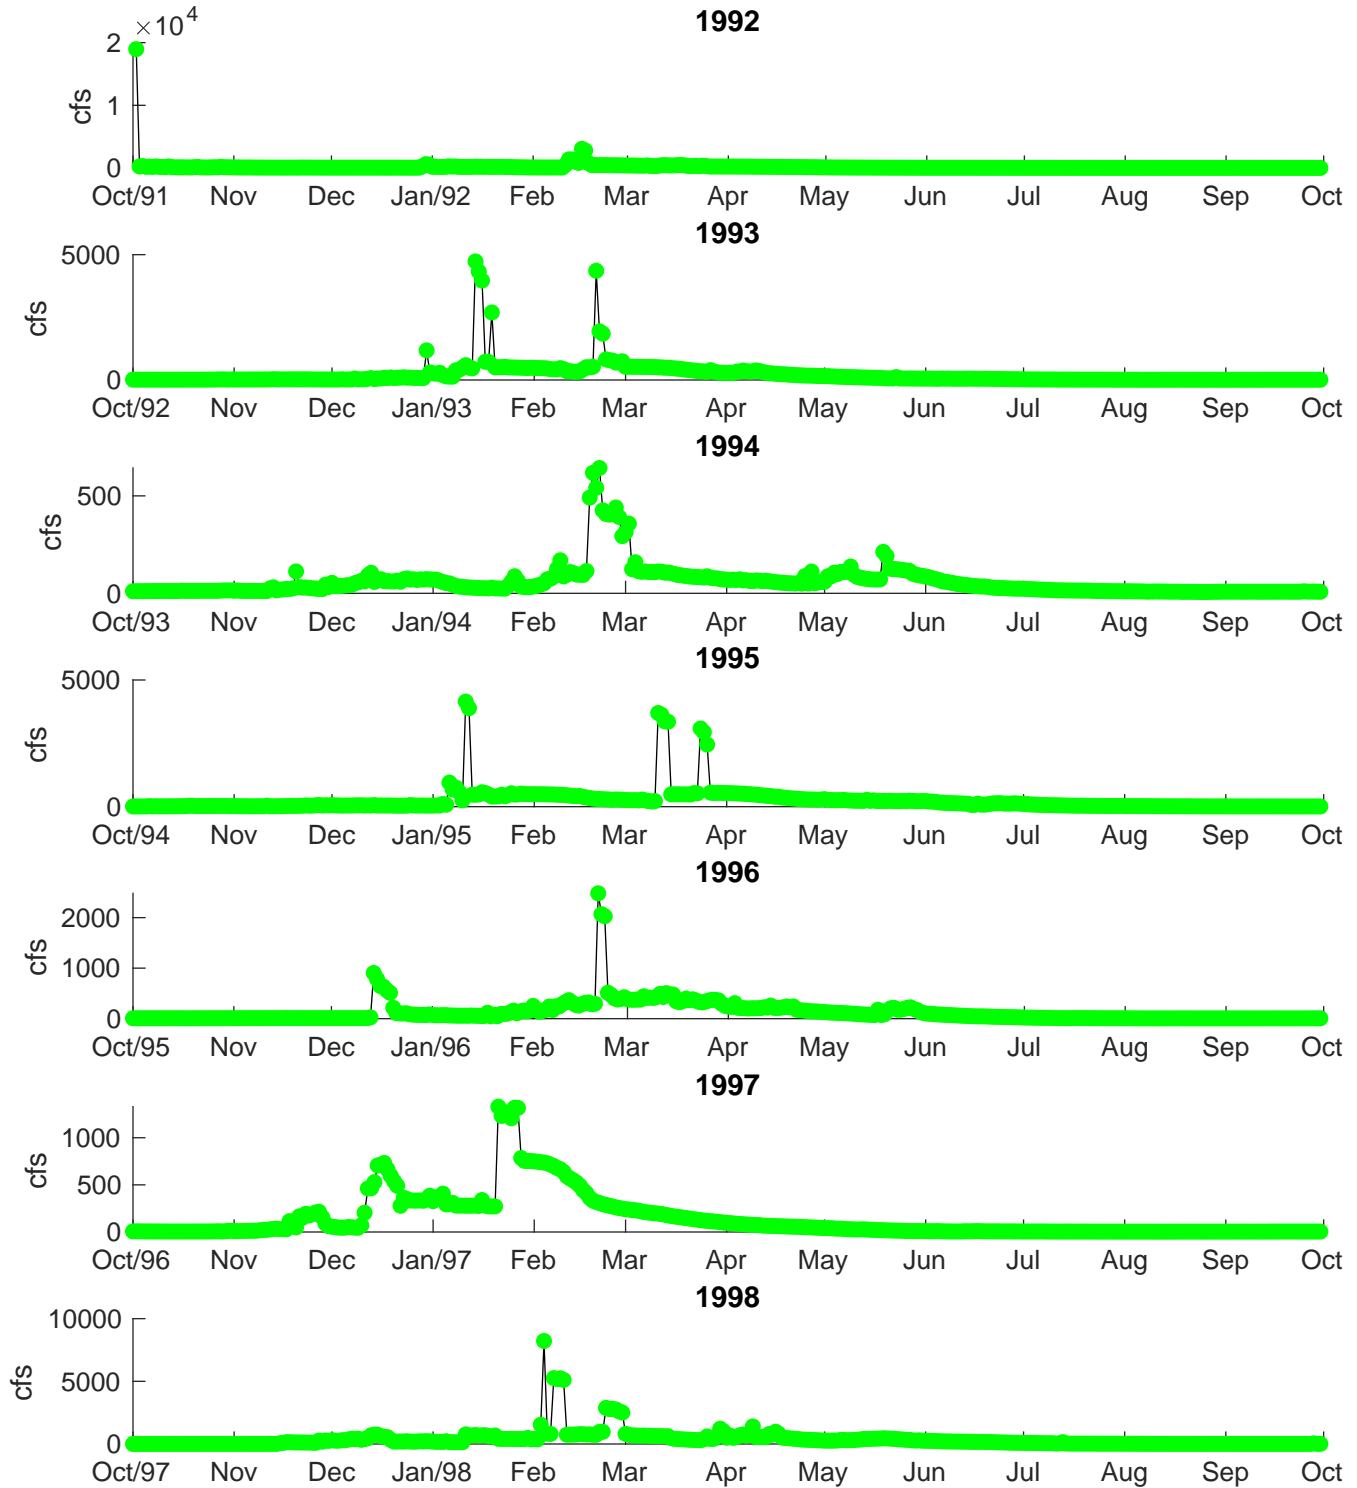 ×10^4
1992
2
1
0
cfs
Oct/91 Nov Dec Jan/92 Feb Mar Apr May Jun Jul Aug Sep Oct
1993
5000
0
cfs
Oct/92 Nov Dec Jan/93 Feb Mar Apr May Jun Jul Aug Sep Oct
1994
500
0
cfs
Oct/93 Nov Dec Jan/94 Feb Mar Apr May Jun Jul Aug Sep Oct
1995
5000
0
cfs
Oct/94 Nov Dec Jan/95 Feb Mar Apr May Jun Jul Aug Sep Oct
1996
2000
1000
0
cfs
Oct/95 Nov Dec Jan/96 Feb Mar Apr May Jun Jul Aug Sep Oct
1997
1000
500
0
cfs
Oct/96 Nov Dec Jan/97 Feb Mar Apr May Jun Jul Aug Sep Oct
1998
10000
5000
0
cfs
Oct/97 Nov Dec Jan/98 Feb Mar Apr May Jun Jul Aug Sep Oct